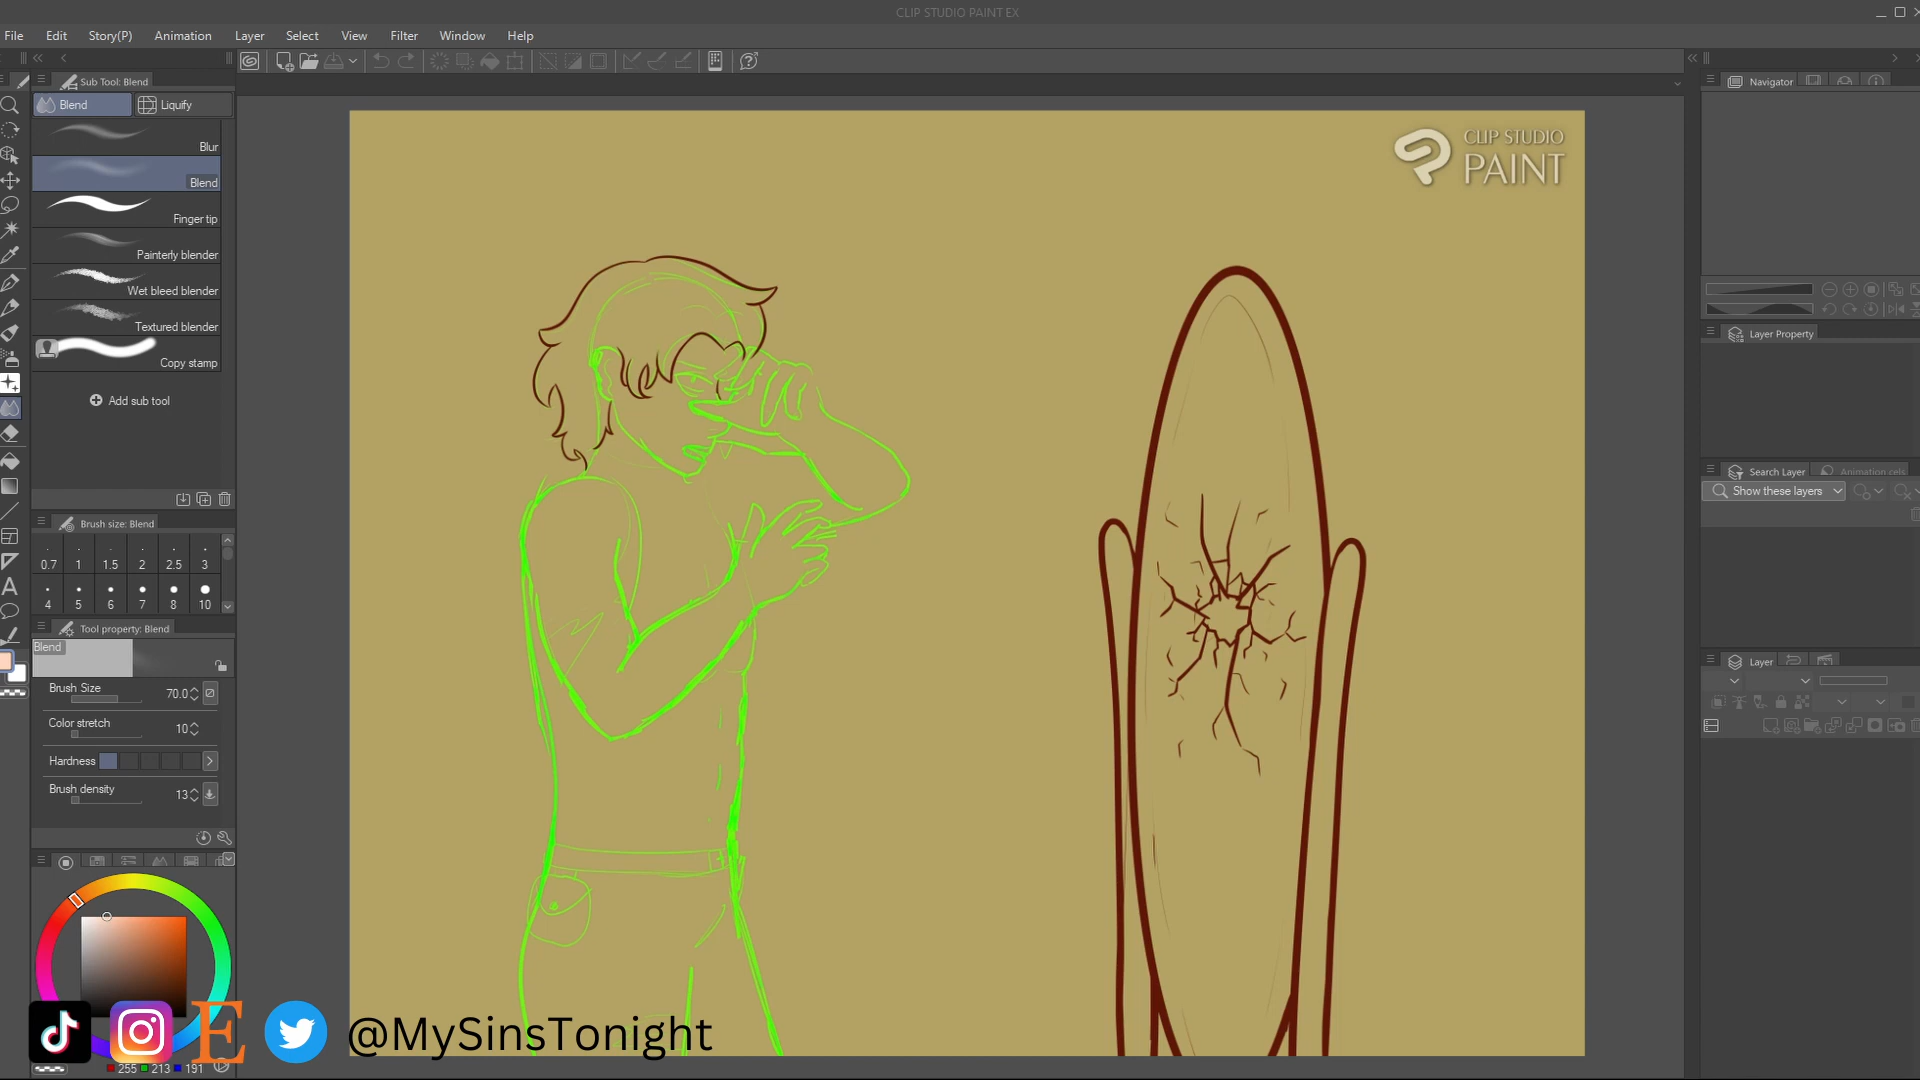 CLIP STUDIO PAINT EX
File Edit Story(P) Animation Layer Select View Filter Window Help
Sub Tool: Blend
Blend Liquify
Blur
Blend
Finger tip
Painterly blender
Wet bleed blender
Textured blender
Copy stamp
Add sub tool
Brush size: Blend
0.7 1 1.5 2 2.5 3
4 5 6 7 8 10
Tool property: Blend
Blend
Brush Size 70.0
Color stretch 10
Hardness
Brush density 13
255 213 191
CLIP STUDIO
PAINT
E @MySinsTonight
Navigator
Layer Property
Search Layer Animation cels
Show these layers
Layer